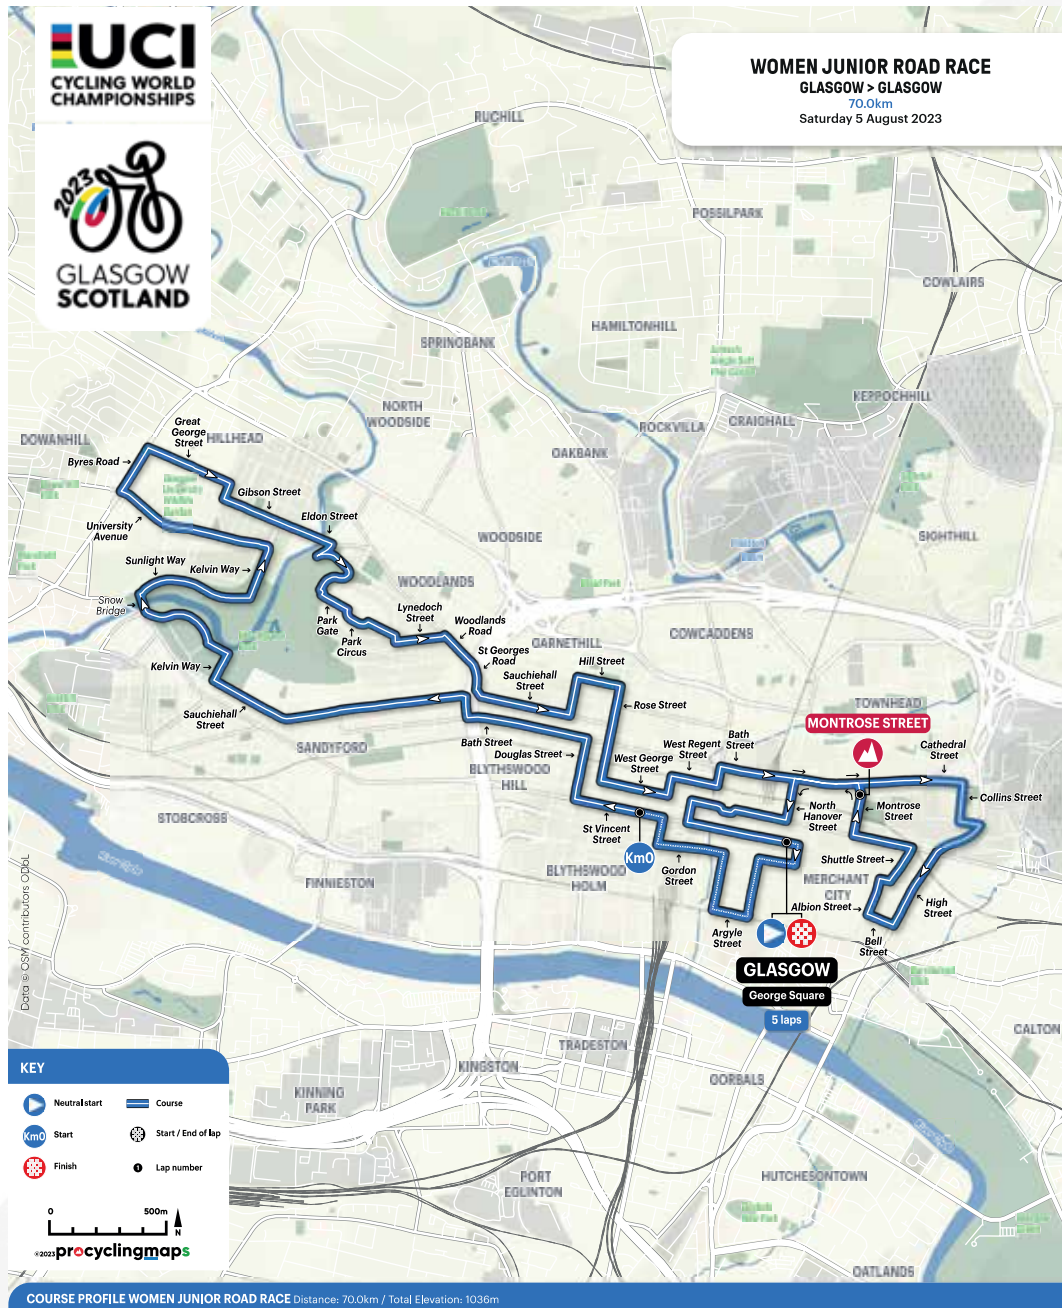 UCI
CYCLING WORLD
CHAMPIONSHIPS
2023
GLASGOW
SCOTLAND
WOMEN JUNIOR ROAD RACE
GLASGOW > GLASGOW
70.0km
Saturday 5 August 2023
RUCHILL
POSSILPARK
COWLAIRS
HAMILTONHILL
SPRINGBANK
KEPPOCHHILL
NORTH
WOODSIDE
CRAIGHALL
ROCKVILLA
DOWANHILL
HILLHEAD
OAKBANK
Great
George
Street
Byres Road
Gibson Street
Eldon Street
University
Avenue
WOODSIDE
SIGHTHILL
Sunlight Way
Kelvin Way
WOODLANDS
Snow
Bridge
Lynedoch
Street
Park
Gate
Park
Circus
Woodlands
Road
GARNETHILL
COWCADDENS
St Georges
Road
Kelvin Way
Hill Street
Sauchiehall
Street
Rose Street
TOWNHEAD
Sauchiehall
Street
MONTROSE STREET
SANDYFORD
Bath Street
Douglas Street
West George
Street
West Regent
Street
Bath
Street
Cathedral
Street
BLYTHSWOOD
HILL
Collins Street
STOBCROSS
North
Hanover
Street
Montrose
Street
St Vincent
Street
Km0
Shuttle Street
BLYTHSWOOD
HOLM
Gordon
Street
MERCHANT
CITY
FINNIESTON
Albion Street
High
Street
Argyle
Street
Bell
Street
GLASGOW
George Square
5 laps
Data © OSM contributors ODbL
CALTON
TRADESTON
KINGSTON
GORBALS
KINNING
PARK
PORT
EGLINTON
HUTCHESONTOWN
OATLANDS
KEY
Neutral start
Course
Km0
Start
Start / End of lap
Finish
1
Lap number
0
500m
N
©2023 procyclingmaps
COURSE PROFILE WOMEN JUNIOR ROAD RACE Distance: 70.0km / Total Elevation: 1036m